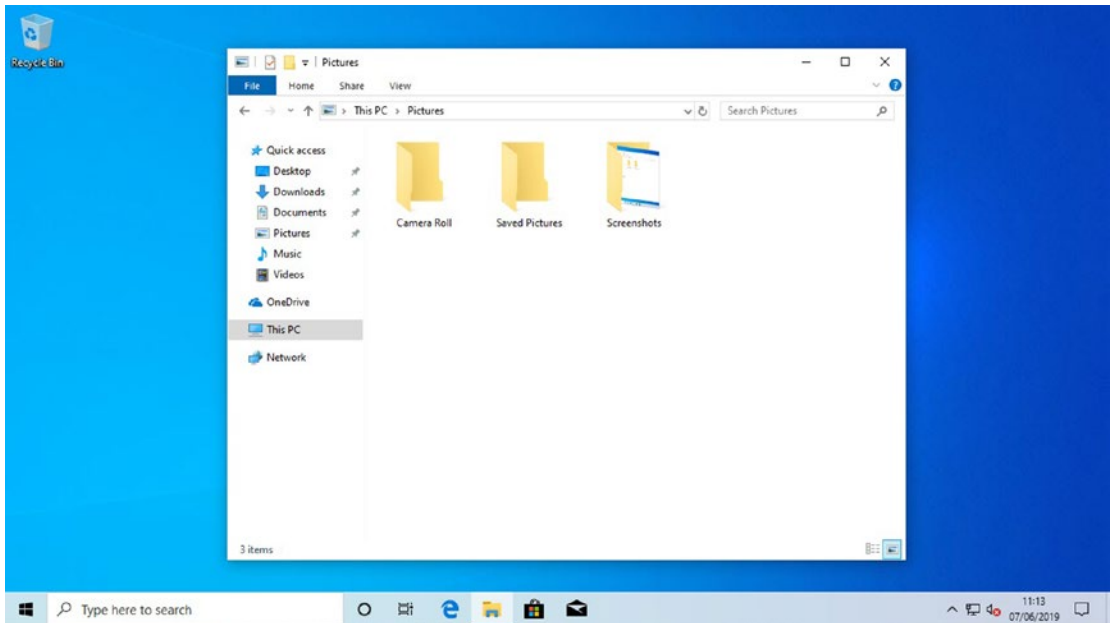 Recycle Bin
Pictures
File Home Share View
This PC > Pictures
Search Pictures
Quick access
Desktop
Downloads
Documents
Pictures
Music
Videos
OneDrive
This PC
Network
Camera Roll
Saved Pictures
Screenshots
3 items
Type here to search
11:13
07/06/2019